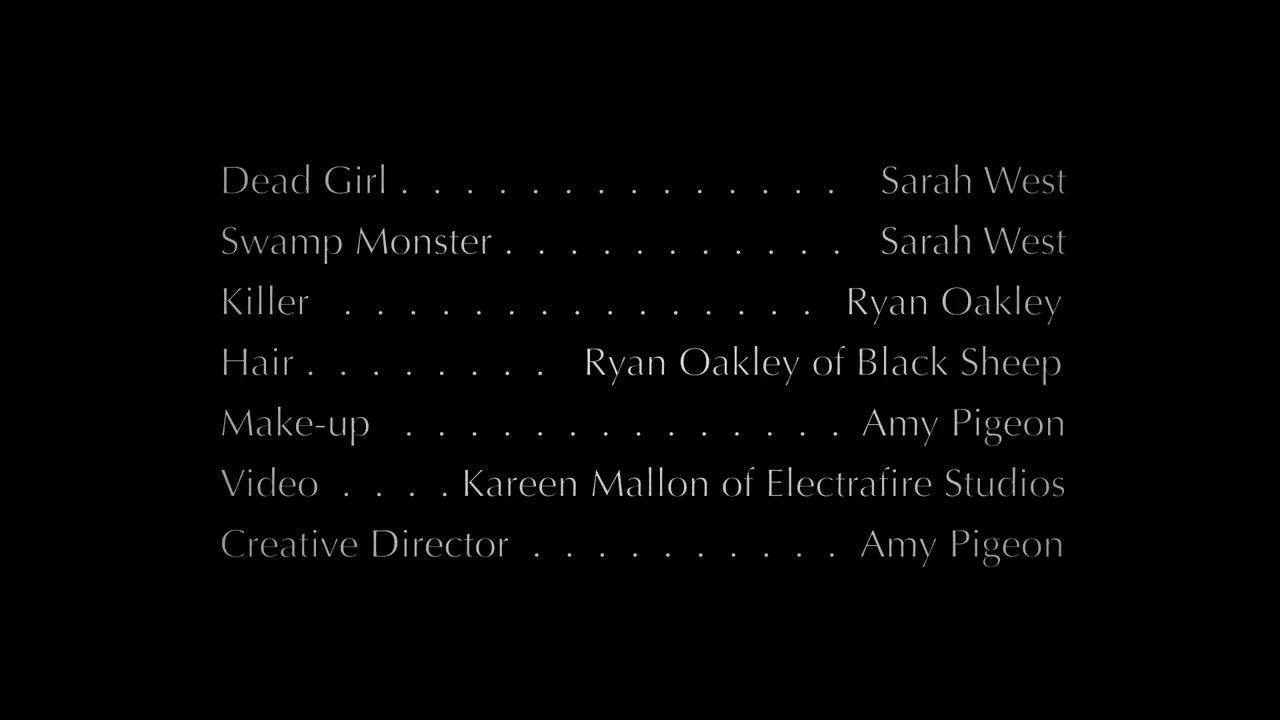 Dead Girl . . . . . . . . . . . . . . Sarah West
Swamp Monster . . . . . . . . . . . Sarah West
Killer . . . . . . . . . . . . . . . Ryan Oakley
Hair . . . . . . . . Ryan Oakley of Black Sheep
Make-up . . . . . . . . . . . . . . Amy Pigeon
Video . . . . Kareen Mallon of Electrafire Studios
Creative Director . . . . . . . . . . Amy Pigeon